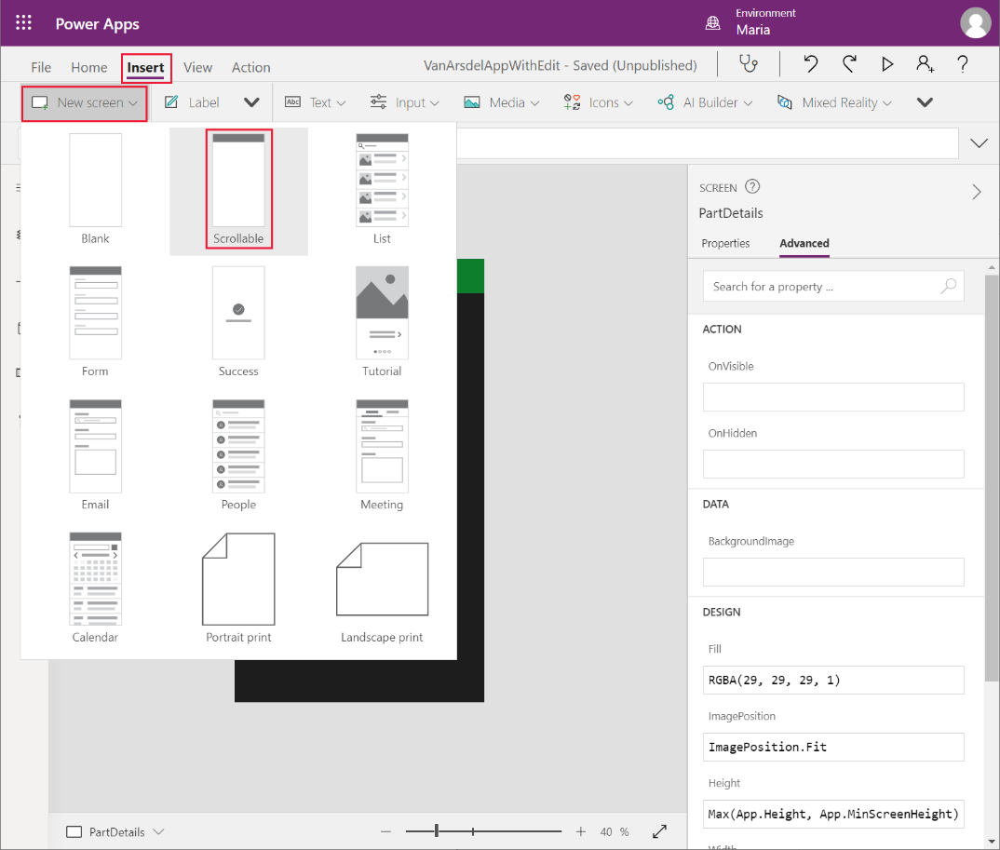 Power Apps
Environment
Maria
File Home Insert View Action
VanArsdelAppWithEdit - Saved (Unpublished)
New screen Label Text Input Media Icons AI Builder Mixed Reality
Abc
Blank Scrollable List
Form Success Tutorial
Email People Meeting
Calendar Portrait print Landscape print
SCREEN
PartDetails
Properties Advanced
Search for a property ...
ACTION
OnVisible
OnHidden
DATA
BackgroundImage
DESIGN
Fill
RGBA(29, 29, 29, 1)
ImagePosition
ImagePosition.Fit
Height
Max(App.Height, App.MinScreenHeight)
Width
PartDetails
40 %